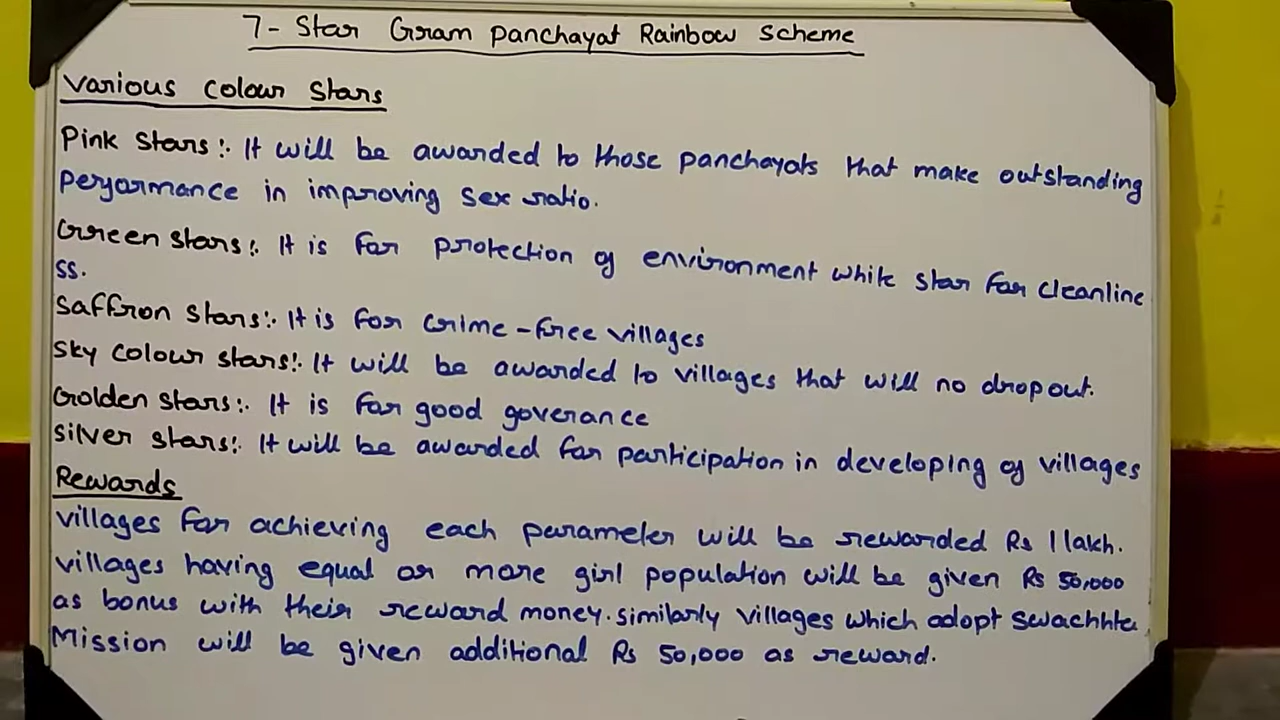 7- Star Gram panchayat Rainbow scheme
various colour stars
Pink stars:. It will be awarded to those panchayats that make outstanding
performance in improving sex ratio.
Green stars:. It is for protection of environment while star for cleanline
ss.
Saffron stars:. It is for crime-free villages
Sky colour stars:. It will be awarded to villages that will no dropout.
Golden stars:. It is for good goverance
Silver stars:. It will be awarded for participation in developing of villages
Rewards
villages for achieving each parameter will be rewarded Rs 1 lakh.
villages having equal or more girl population will be given Rs 50,000
as bonus with their reward money. similarly villages which adopt swachhta
Mission will be given additional Rs 50,000 as reward.